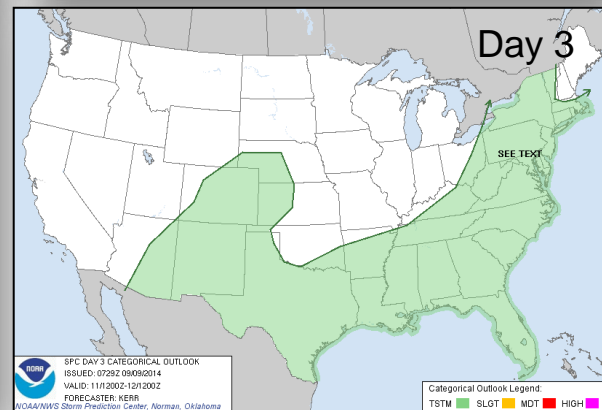 Day 3
SEE TEXT
NOAA
SPC DAY 3 CATEGORICAL OUTLOOK
ISSUED: 0729Z 09/09/2014
VALID: 11/1200Z-12/1200Z
FORECASTER: KERR
NOAA/NWS Storm Prediction Center, Norman, Oklahoma
Categorical Outlook Legend:
TSTM SLGT MDT HIGH